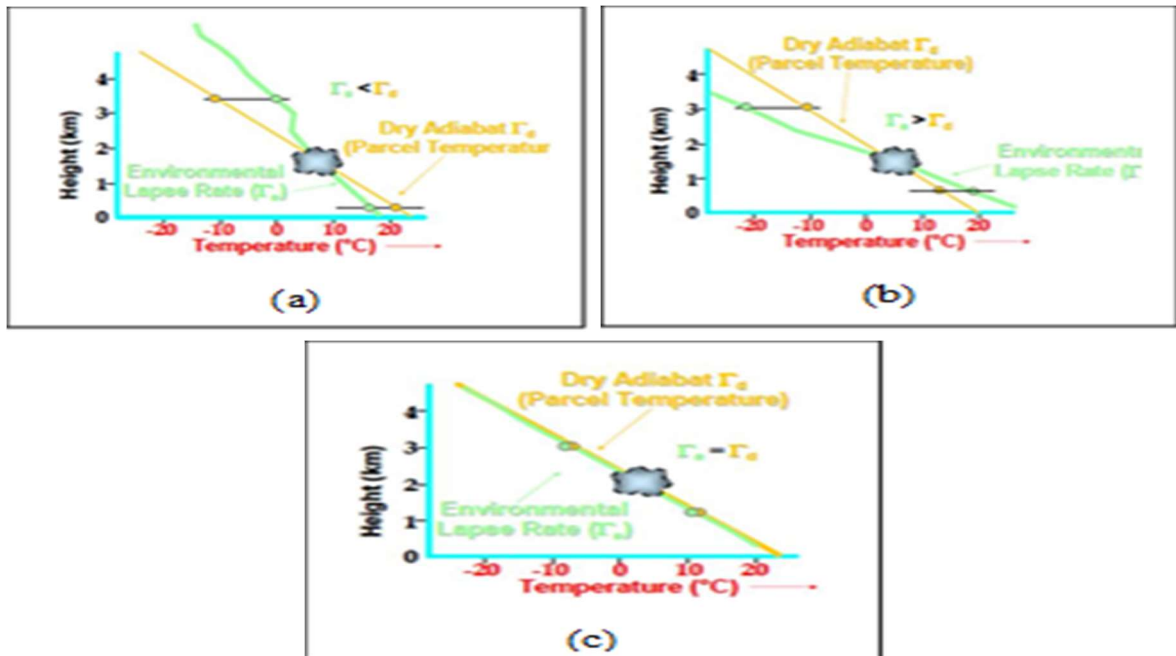 4
3
2
1
0
Height (km)
Γe < Γd
Dry Adiabat Γd
(Parcel Temperatur
Environmental
Lapse Rate (Γe)
-20 -10 0 10 20
Temperature (°C)
(a)
4
3
2
1
0
Height (km)
Dry Adiabat Γd
(Parcel Temperature)
Γe > Γd
Environment
Lapse Rate (Γ
-20 -10 0 10 20
Temperature (°C)
(b)
4
3
2
1
0
Height (km)
Dry Adiabat Γd
(Parcel Temperature)
Γe = Γd
Environmental
Lapse Rate (Γe)
-20 -10 0 10 20
Temperature (°C)
(c)